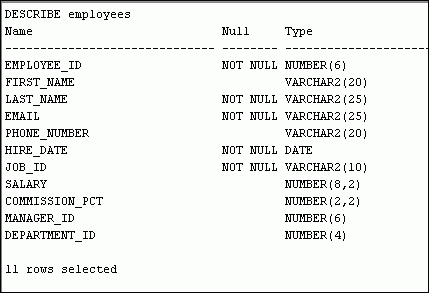 DESCRIBE employees
Name Null Type
------------------------------ -------- --------------------
EMPLOYEE_ID NOT NULL NUMBER(6)
FIRST_NAME VARCHAR2(20)
LAST_NAME NOT NULL VARCHAR2(25)
EMAIL NOT NULL VARCHAR2(25)
PHONE_NUMBER VARCHAR2(20)
HIRE_DATE NOT NULL DATE
JOB_ID NOT NULL VARCHAR2(10)
SALARY NUMBER(8,2)
COMMISSION_PCT NUMBER(2,2)
MANAGER_ID NUMBER(6)
DEPARTMENT_ID NUMBER(4)
11 rows selected